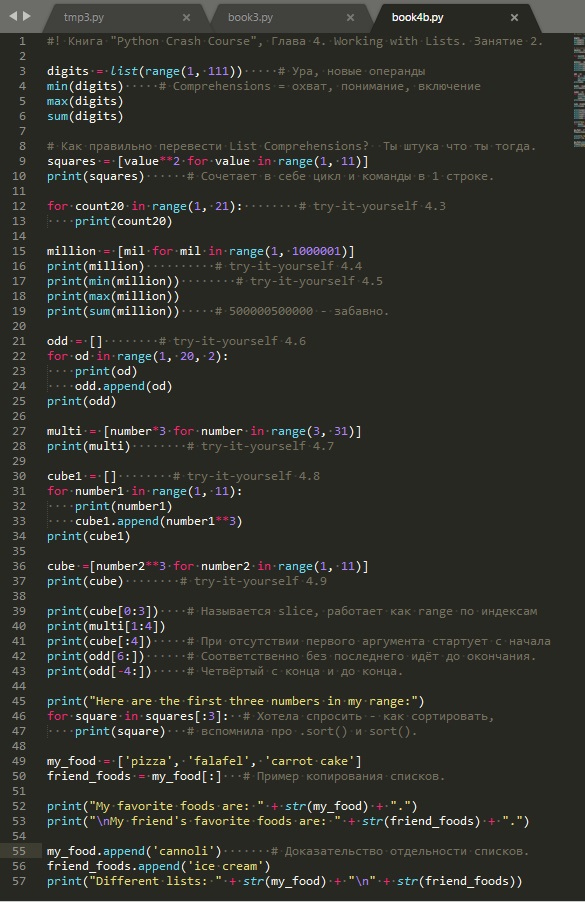 tmp3.py × book3.py × book4b.py ×
1 #! Книга "Python Crash Course", Глава 4. Working with Lists. Занятие 2.
2
3 digits = list(range(1, 111)) # Ура, новые операнды
4 min(digits) # Comprehensions = охват, понимание, включение
5 max(digits)
6 sum(digits)
7
8 # Как правильно перевести List Comprehensions? Ты штука что ты тогда.
9 squares = [value**2 for value in range(1, 11)]
10 print(squares) # Сочетает в себе цикл и команды в 1 строке.
11
12 for count20 in range(1, 21): # try-it-yourself 4.3
13 print(count20)
14
15 million = [mil for mil in range(1, 1000001)]
16 print(million) # try-it-yourself 4.4
17 print(min(million)) # try-it-yourself 4.5
18 print(max(million))
19 print(sum(million)) # 500000500000 - забавно.
20
21 odd = [] # try-it-yourself 4.6
22 for od in range(1, 20, 2):
23 print(od)
24 odd.append(od)
25 print(odd)
26
27 multi = [number*3 for number in range(3, 31)]
28 print(multi) # try-it-yourself 4.7
29
30 cube1 = [] # try-it-yourself 4.8
31 for number1 in range(1, 11):
32 print(number1)
33 cube1.append(number1**3)
34 print(cube1)
35
36 cube =[number2**3 for number2 in range(1, 11)]
37 print(cube) # try-it-yourself 4.9
38
39 print(cube[0:3]) # Называется slice, работает как range по индексам
40 print(multi[1:4])
41 print(cube[:4]) # При отсутствии первого аргумента стартует с начала
42 print(odd[6:]) # Соответственно без последнего идёт до окончания.
43 print(odd[-4:]) # Четвёртый с конца и до конца.
44
45 print("Here are the first three numbers in my range:")
46 for square in squares[:3]: # Хотела спросить - как сортировать,
47 print(square) # вспомнила про .sort() и sort().
48
49 my_food = ['pizza', 'falafel', 'carrot cake']
50 friend_foods = my_food[:] # Пример копирования списков.
51
52 print("My favorite foods are: " + str(my_food) + ".")
53 print("\nMy friend's favorite foods are: " + str(friend_foods) + ".")
54
55 my_food.append('cannoli') # Доказательство отдельности списков.
56 friend_foods.append('ice cream')
57 print("Different lists: " + str(my_food) + "\n" + str(friend_foods))